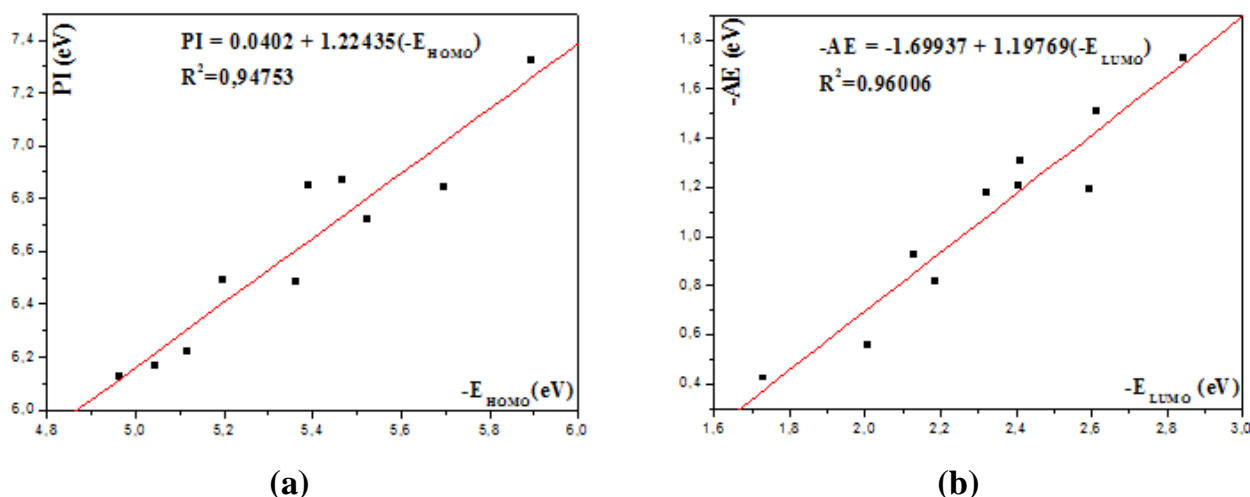 PI = 0.0402 + 1.22435(-E_HOMO)
R²=0,94753
PI (eV)
7,4
7,2
7,0
6,8
6,6
6,4
6,2
6,0
4,8 5,0 5,2 5,4 5,6 5,8 6,0
-E_HOMO (eV)
(a)
-AE = -1.69937 + 1.19769(-E_LUMO)
R²=0.96006
-AE (eV)
1,8
1,6
1,4
1,2
1,0
0,8
0,6
0,4
1,6 1,8 2,0 2,2 2,4 2,6 2,8 3,0
-E_LUMO (eV)
(b)